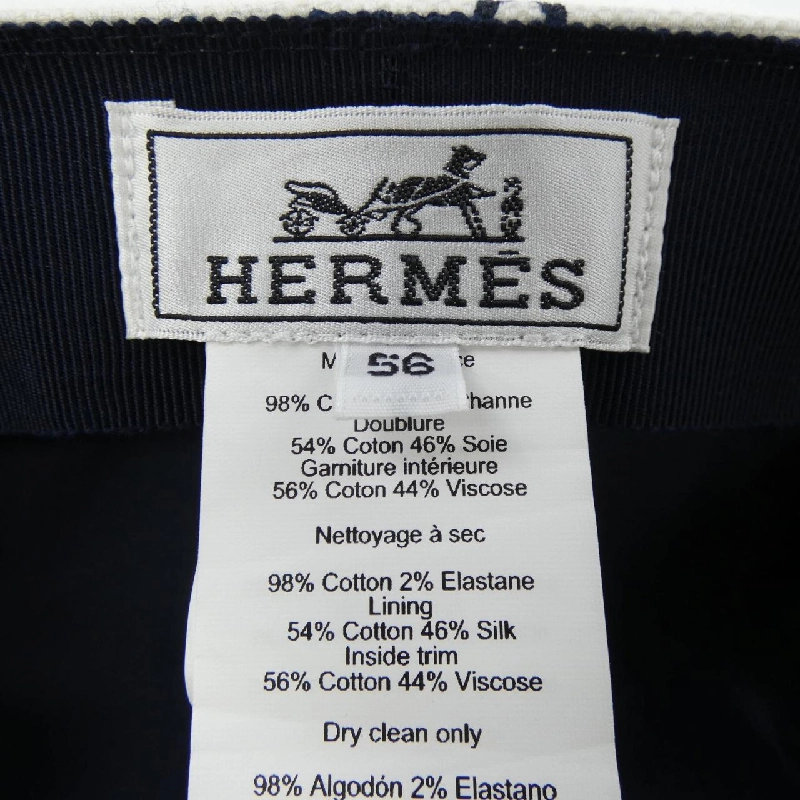 HERMÈS
56
98%
Doublure
54% Coton 46% Soie
Garniture intérieure
56% Coton 44% Viscose
Nettoyage à sec
98% Cotton 2% Elastane
Lining
54% Cotton 46% Silk
Inside trim
56% Cotton 44% Viscose
Dry clean only
98% Algodón 2% Elastano